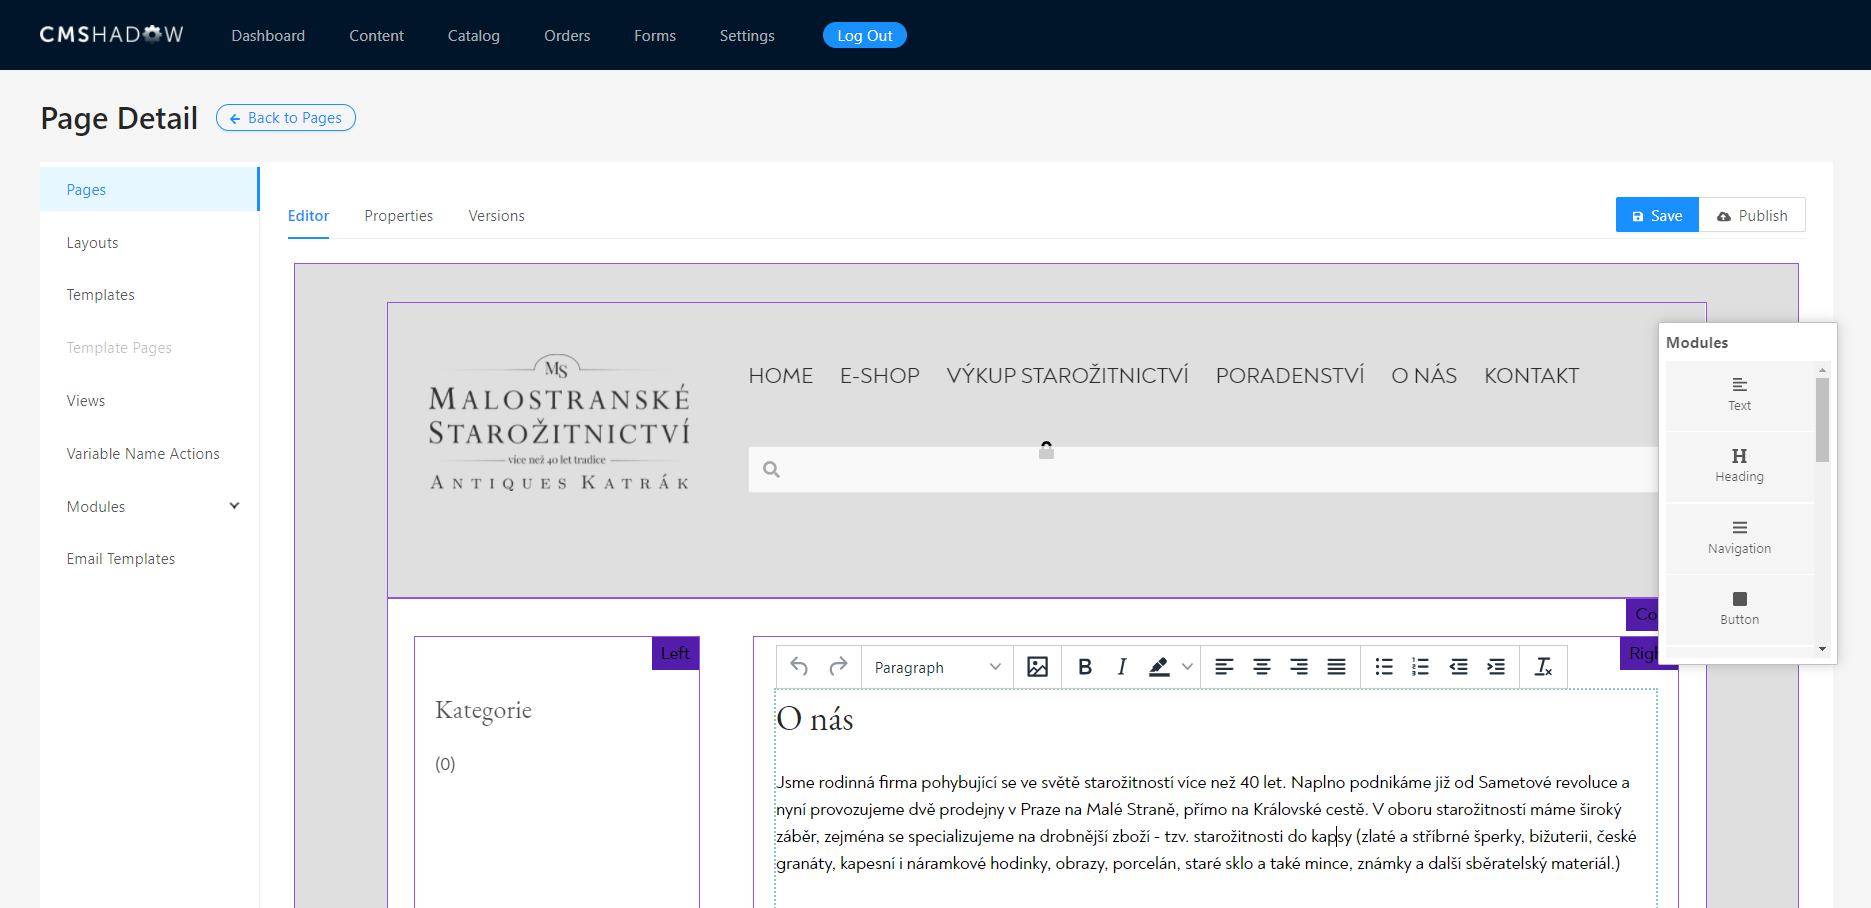 CMSHADOW
Dashboard
Content
Catalog
Orders
Forms
Settings
Log Out
Page Detail
Back to Pages
Pages
Layouts
Templates
Template Pages
Views
Variable Name Actions
Modules
Email Templates
Editor
Properties
Versions
Save
Publish
MS
MALOSTRANSKÉ
STAROŽITNICTVÍ
více než 40 let tradice
ANTIQUES KATRÁK
HOME
E-SHOP
VÝKUP STAROŽITNICTVÍ
PORADENSTVÍ
O NÁS
KONTAKT
Modules
Text
Heading
Navigation
Button
Left
Kategorie
(0)
Paragraph
O nás
Jsme rodinná firma pohybující se ve světě starožitností více než 40 let. Naplno podnikáme již od Sametové revoluce a
nyní provozujeme dvě prodejny v Praze na Malé Straně, přímo na Královské cestě. V oboru starožitností máme široký
záběr, zejména se specializujeme na drobnější zboží - tzv. starožitnosti do kapsy (zlaté a stříbrné šperky, bižuterii, české
granáty, kapesní i náramkové hodinky, obrazy, porcelán, staré sklo a také mince, známky a další sběratelský materiál.)